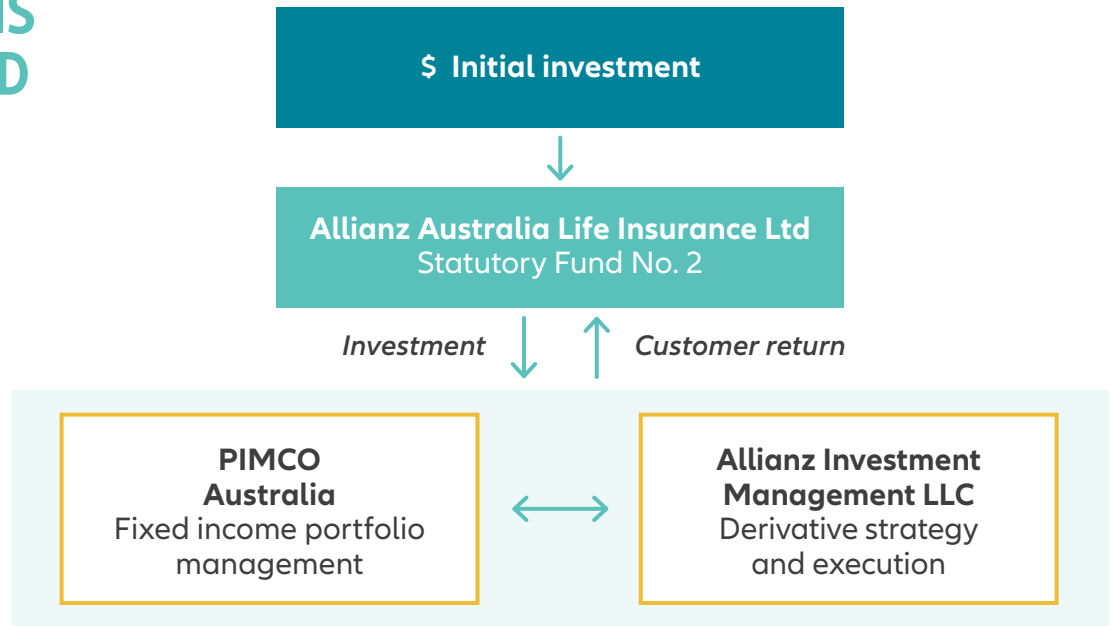 IS
D
$ Initial investment
Allianz Australia Life Insurance Ltd
Statutory Fund No. 2
Investment
Customer return
PIMCO
Australia
Fixed income portfolio
management
Allianz Investment
Management LLC
Derivative strategy
and execution